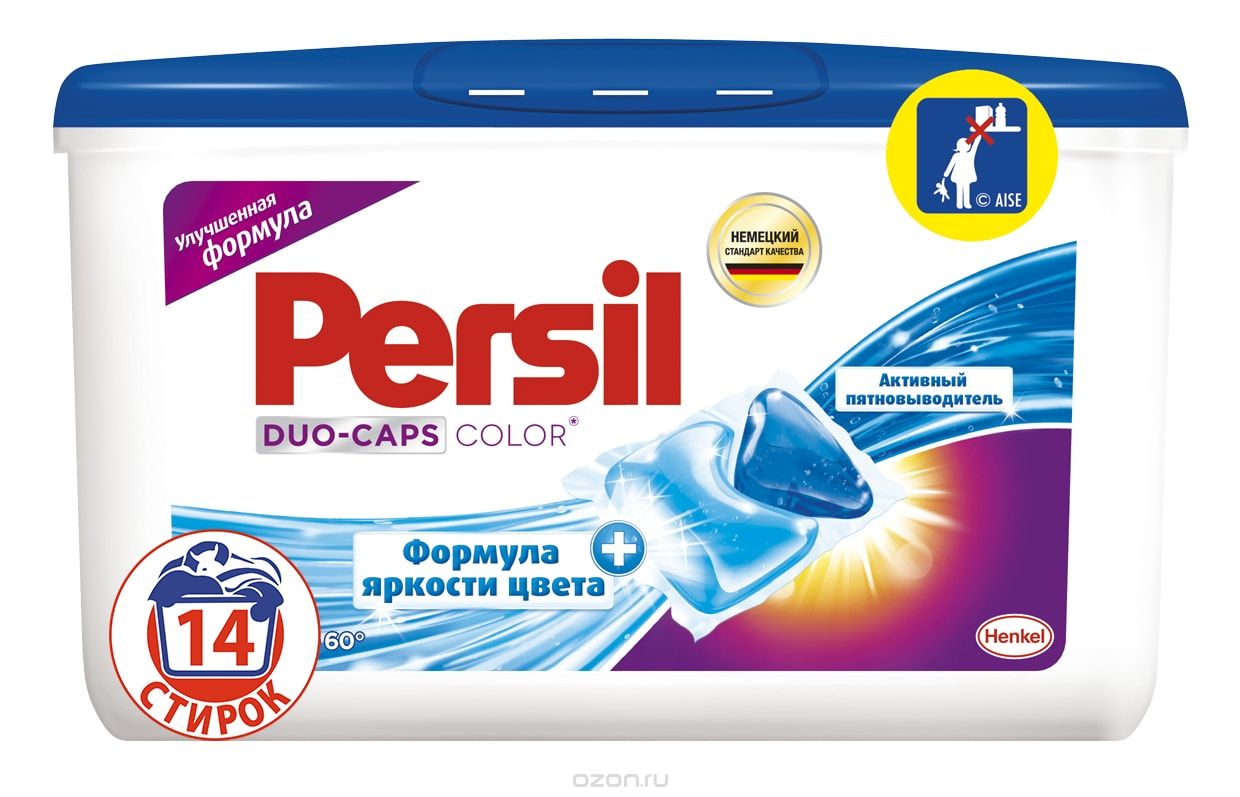 © AISE
Улучшенная
формула
НЕМЕЦКИЙ
СТАНДАРТ КАЧЕСТВА
Persil
DUO-CAPS COLOR*
Активный
пятновыводитель
Формула
яркости цвета
+
60°
14
СТИРОК
Henkel
ozon.ru